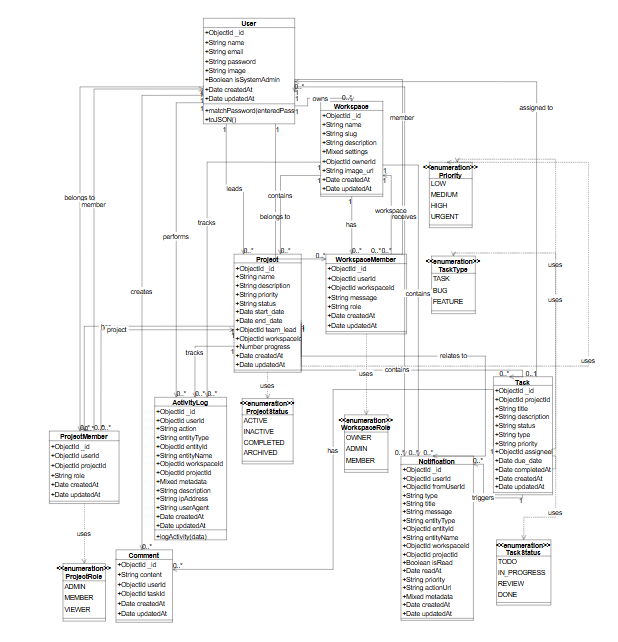 User
+ObjectId _id
+String name
+String email
+String password
+String image
+Boolean isSystemAdmin
+Date createdAt
+Date updatedAt
+matchPassword(enteredPass
+toJSON()
owns
0..*
1
Workspace
+ObjectId _id
+String name
+String slug
+String description
+Mixed settings
+ObjectId ownerId
+String image_url
+Date createdAt
+Date updatedAt
assigned to
member
<<enumeration>>
Priority
LOW
MEDIUM
HIGH
URGENT
belongs to
member
leads
contains
belongs to
workspace
receives
has
tracks
performs
creates
contains
uses
uses
Project
+ObjectId _id
+String name
+String description
+String priority
+String status
+Date start_date
+Date end_date
+ObjectId team_lead
+ObjectId workspaceId
+Number progress
+Date createdAt
+Date updatedAt
WorkspaceMember
+ObjectId _id
+ObjectId userId
+ObjectId workspaceId
+String message
+String role
+Date createdAt
+Date updatedAt
<<enumeration>>
TaskType
TASK
BUG
FEATURE
project
tracks
relates to
contains
uses
uses
uses
<<enumeration>>
ProjectStatus
ACTIVE
INACTIVE
COMPLETED
ARCHIVED
<<enumeration>>
WorkspaceRole
OWNER
ADMIN
MEMBER
Task
+ObjectId _id
+ObjectId projectId
+String title
+String description
+String status
+String type
+String priority
+ObjectId assignee
+Date due_date
+Date completedAt
+Date createdAt
+Date updatedAt
ActivityLog
+ObjectId _id
+ObjectId userId
+String action
+String entityType
+ObjectId entityId
+String entityName
+ObjectId workspaceId
+ObjectId projectId
+Mixed metadata
+String description
+String ipAddress
+String userAgent
+Date createdAt
+Date updatedAt
+logActivity(data)
ProjectMember
+ObjectId _id
+ObjectId userId
+ObjectId projectId
+String role
+Date createdAt
+Date updatedAt
has
triggers
uses
uses
Notification
+ObjectId _id
+ObjectId userId
+ObjectId fromUserId
+String type
+String title
+String message
+String entityType
+ObjectId entityId
+String entityName
+ObjectId workspaceId
+ObjectId projectId
+Boolean isRead
+Date readAt
+String priority
+String actionUrl
+Mixed metadata
+Date createdAt
+Date updatedAt
<<enumeration>>
TaskStatus
TODO
IN_PROGRESS
REVIEW
DONE
<<enumeration>>
ProjectRole
ADMIN
MEMBER
VIEWER
Comment
+ObjectId _id
+String content
+ObjectId userId
+ObjectId taskId
+Date createdAt
+Date updatedAt
0..*